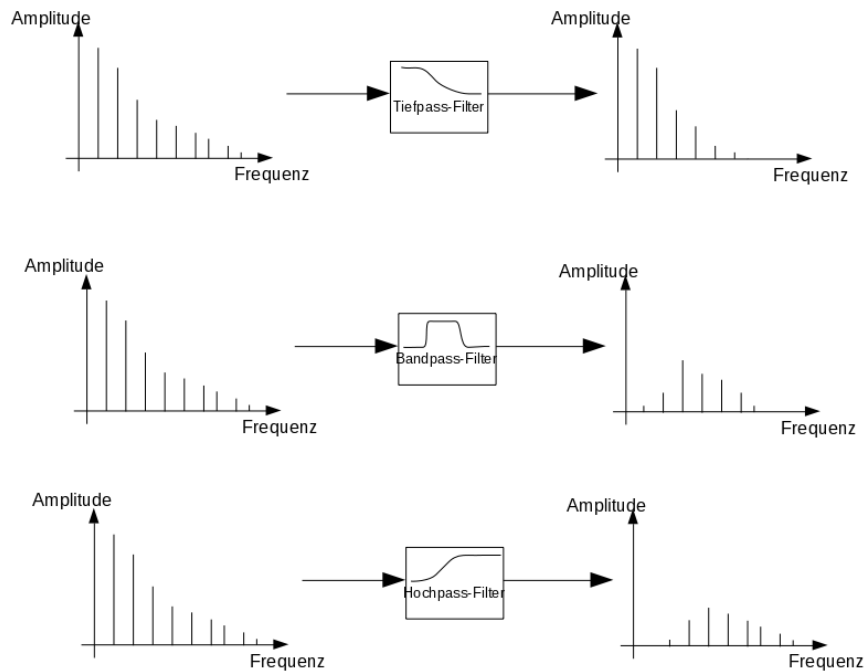 Amplitude
Amplitude
Tiefpass-Filter
Frequenz
Frequenz
Amplitude
Amplitude
Bandpass-Filter
Frequenz
Frequenz
Amplitude
Amplitude
Hochpass-Filter
Frequenz
Frequenz